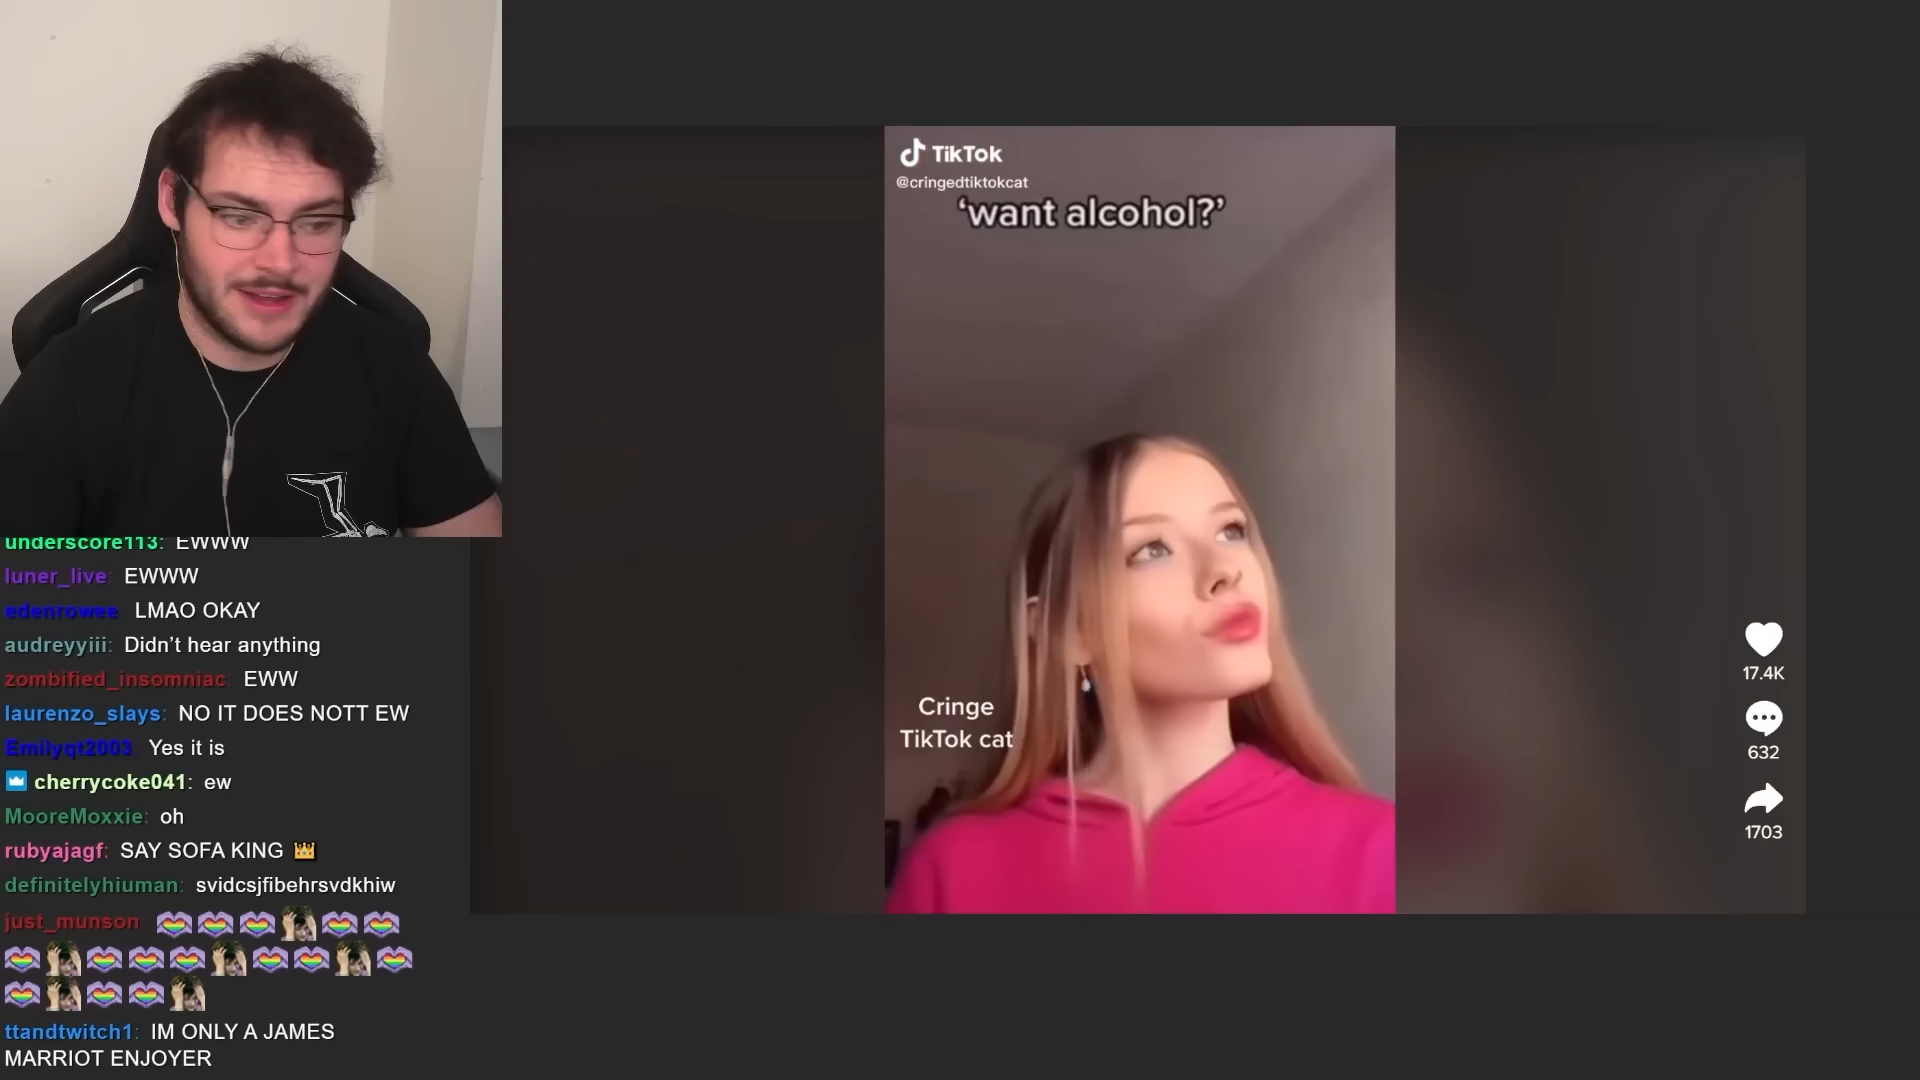 TikTok
@cringedtiktokcat
'want alcohol?'
Cringe
TikTok cat
17.4K
632
1703
underscore113: EWWW
luner_live: EWWW
edenrowee: LMAO OKAY
audreyyiii: Didn't hear anything
zombified_insomniac: EWW
laurenzo_slays: NO IT DOES NOTT EW
Emilyqt2003: Yes it is
cherrycoke041: ew
MooreMoxxie: oh
rubyajagf: SAY SOFA KING 👑
definitelyhiuman: svidcsjfibehrsvdkhiw
just_munson:
ttandtwitch1: IM ONLY A JAMES
MARRIOT ENJOYER